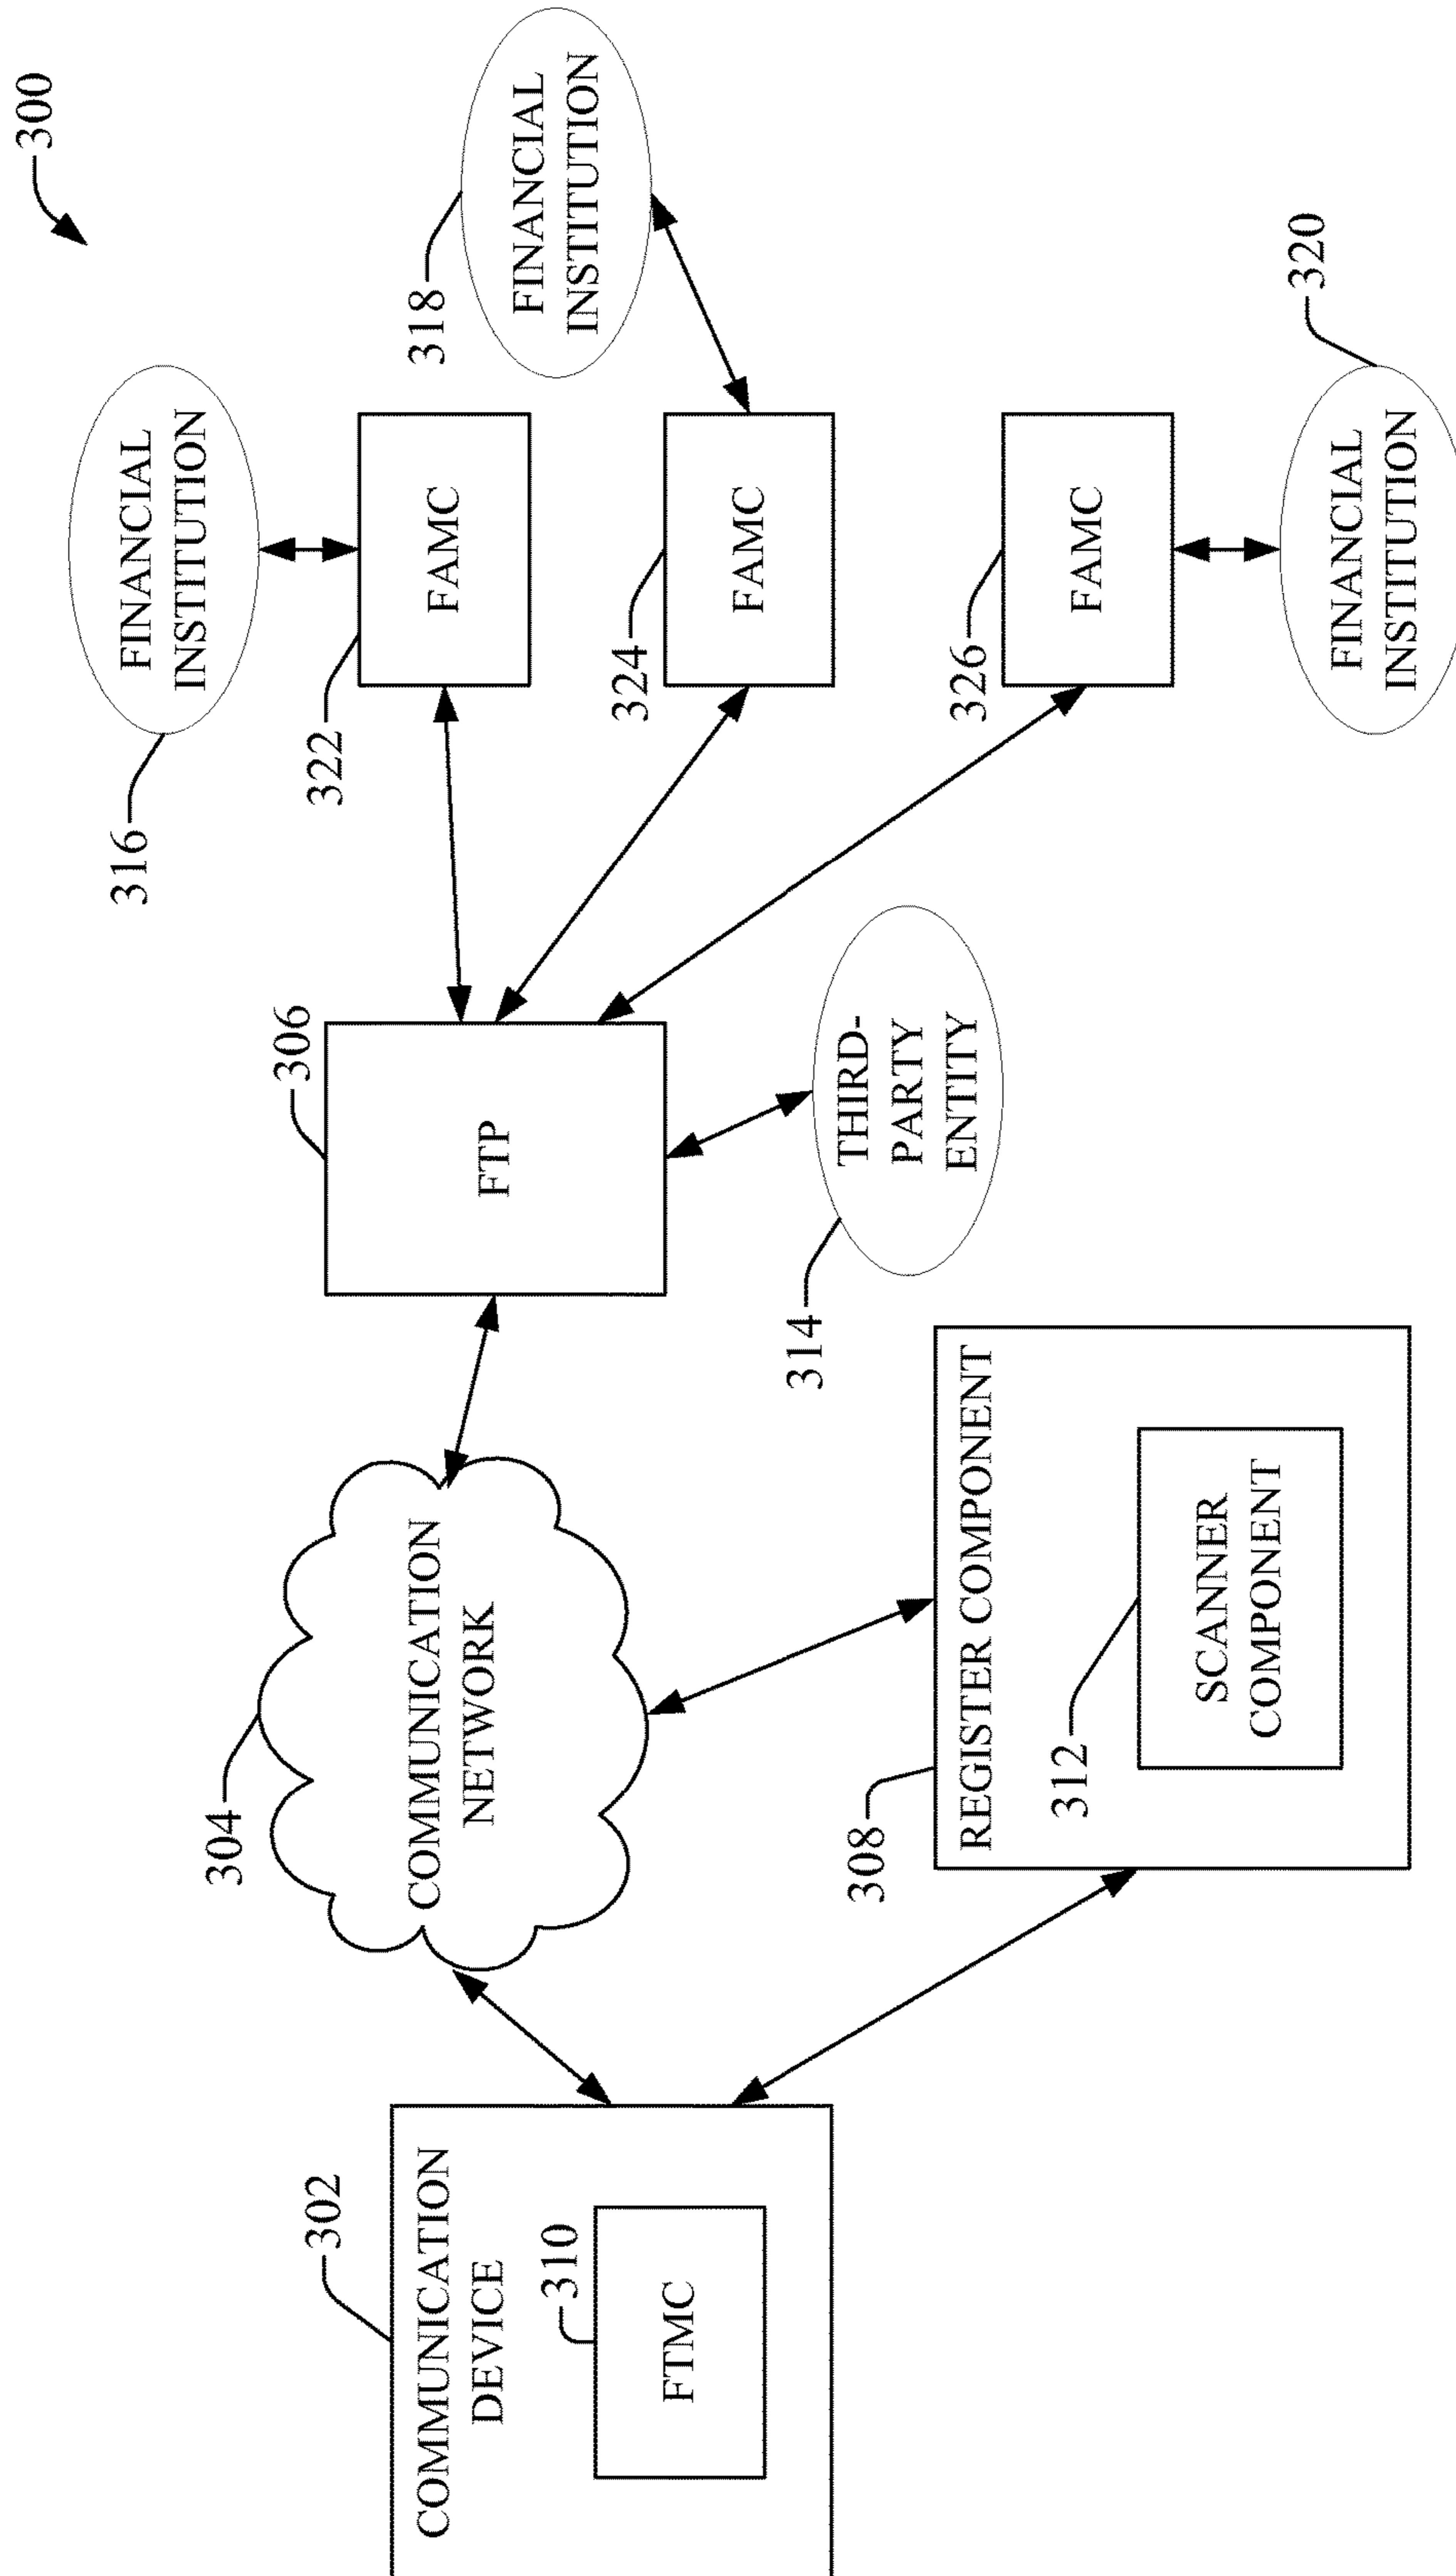 300
302
COMMUNICATION
DEVICE
310
FTMC
304
COMMUNICATION
NETWORK
308
REGISTER COMPONENT
312
SCANNER
COMPONENT
306
FTP
314
THIRD-
PARTY
ENTITY
316
FINANCIAL
INSTITUTION
322
FAMC
318
FINANCIAL
INSTITUTION
324
FAMC
326
FAMC
320
FINANCIAL
INSTITUTION